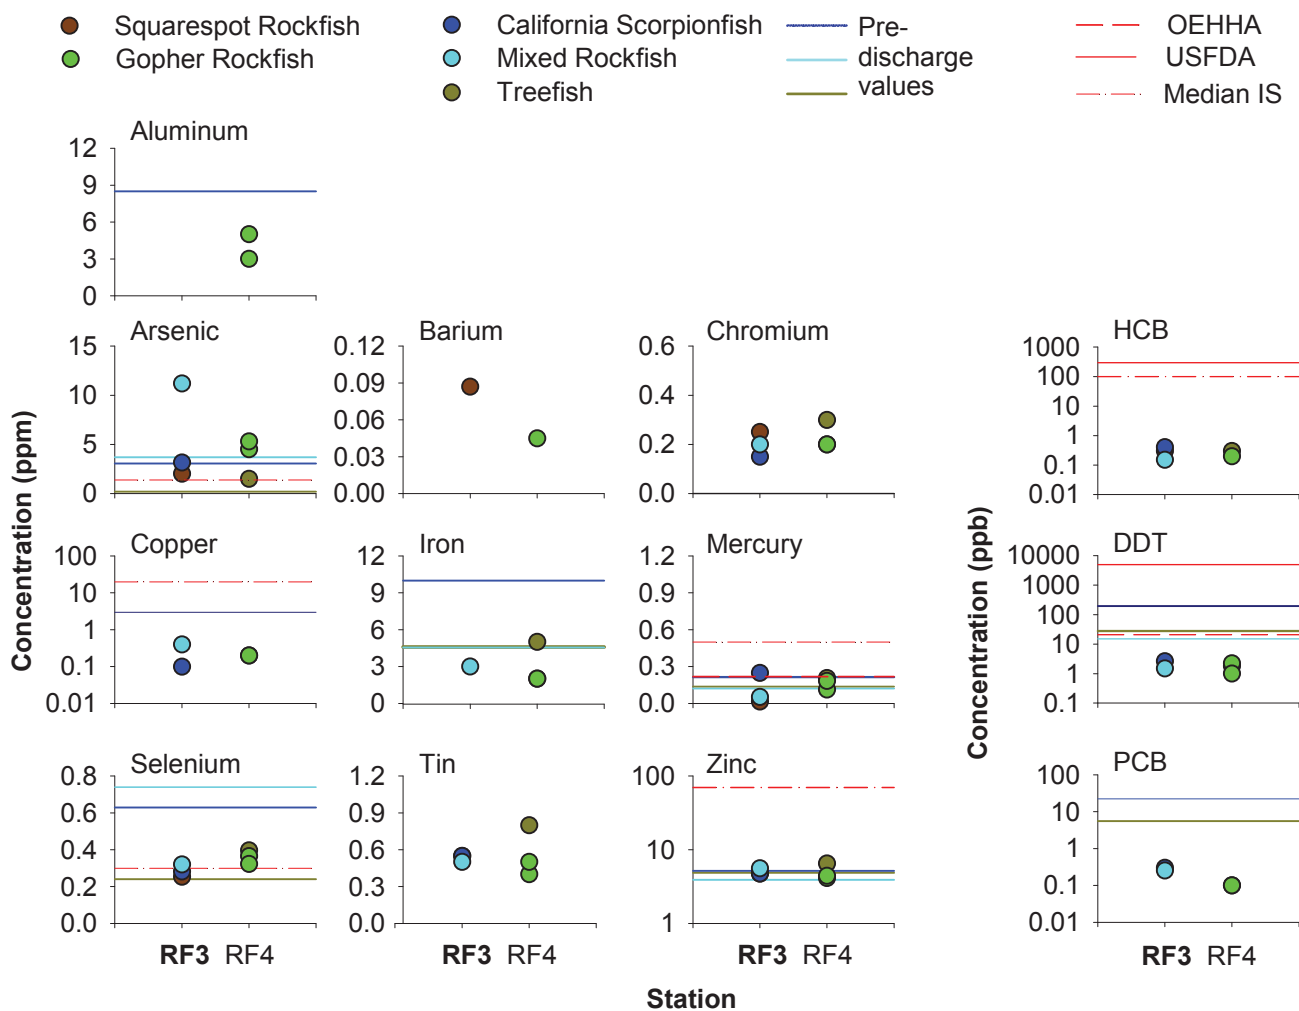 Squarespot Rockfish
Gopher Rockfish
California Scorpionfish
Mixed Rockfish
Treefish
Pre-
discharge
values
OEHHA
USFDA
Median IS
Concentration (ppm)
Aluminum
12
9
6
3
0
Arsenic
15
10
5
0
Barium
0.12
0.09
0.06
0.03
0.00
Chromium
0.6
0.4
0.2
0.0
Copper
100
10
1
0.1
0.01
Iron
12
9
6
3
0
Mercury
1.2
0.9
0.6
0.3
0.0
Selenium
0.8
0.6
0.4
0.2
0.0
RF3 RF4
Tin
1.2
0.9
0.6
0.3
0.0
RF3 RF4
Zinc
100
10
1
RF3 RF4
Concentration (ppb)
HCB
1000
100
10
1
0.1
0.01
DDT
10000
1000
100
10
1
0.1
PCB
100
10
1
0.1
0.01
RF3 RF4
Station